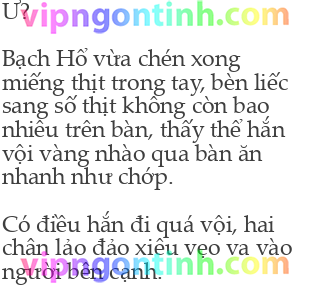 Ư?
vipngontinh.com
Bạch Hổ vừa chén xong
miếng thịt trong tay, bèn liếc
sang số thịt không còn bao
nhiêu trên bàn, thấy thể hắn
vội vàng nhào qua bàn ăn
nhanh như chớp.
Có điều hắn đi quá vội, hai
chân lảo đảo xiêu vẹo va vào
người bên cạnh.
vipngontinh.com